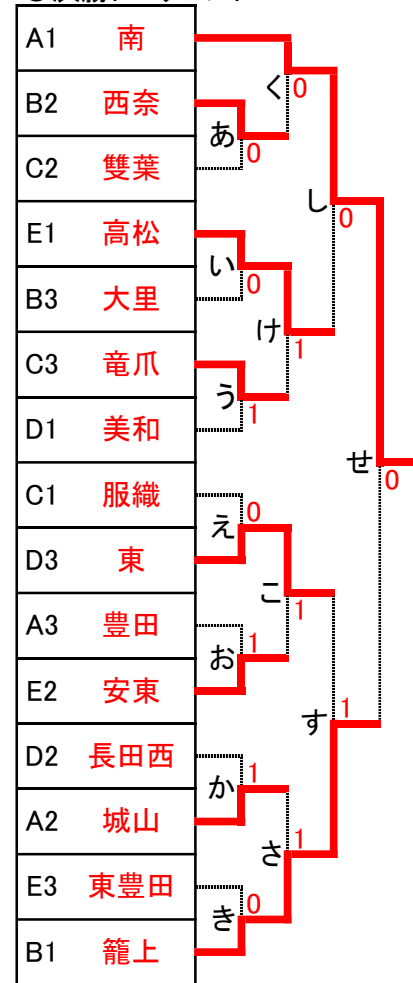 A1 南
B2 西奈
C2 雙葉
E1 高松
B3 大里
C3 竜爪
D1 美和
C1 服織
D3 東
A3 豊田
E2 安東
D2 長田西
A2 城山
E3 東豊田
B1 籠上
く 0
あ 0
し 0
い 0
け 1
う 1
せ 0
え 0
こ 1
お 1
す 1
か 1
さ 1
き 0